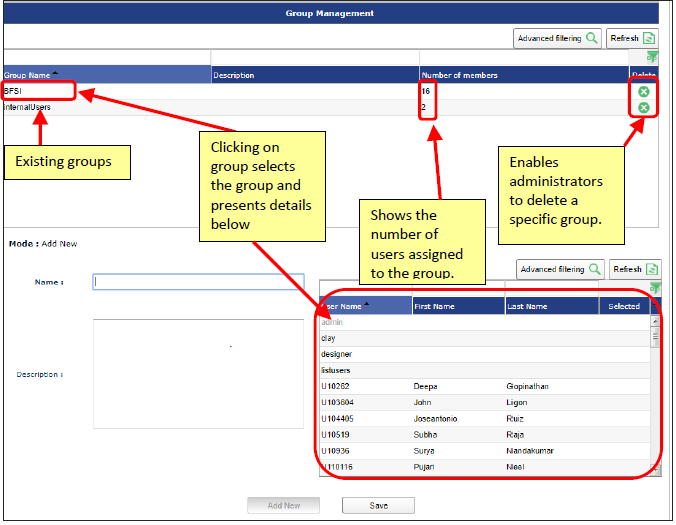 Group Management
Advanced filtering
Refresh
Group Name Description Number of members Delete
BFSI 16
InternalUsers 2
Existing groups
Clicking on
group selects
the group and
presents details
below
Shows the
number of
users assigned
to the group.
Enables
administrators
to delete a
specific group.
Mode : Add New
Name :
Description :
Advanced filtering
Refresh
User Name First Name Last Name Selected
admin
clay
designer
listusers
U10262 Deepa Gopinathan
U103604 John Ligon
U104405 Joseantonio Ruiz
U10519 Subha Raja
U10936 Surya Nandakumar
U110116 Pujari Neel
Add New
Save